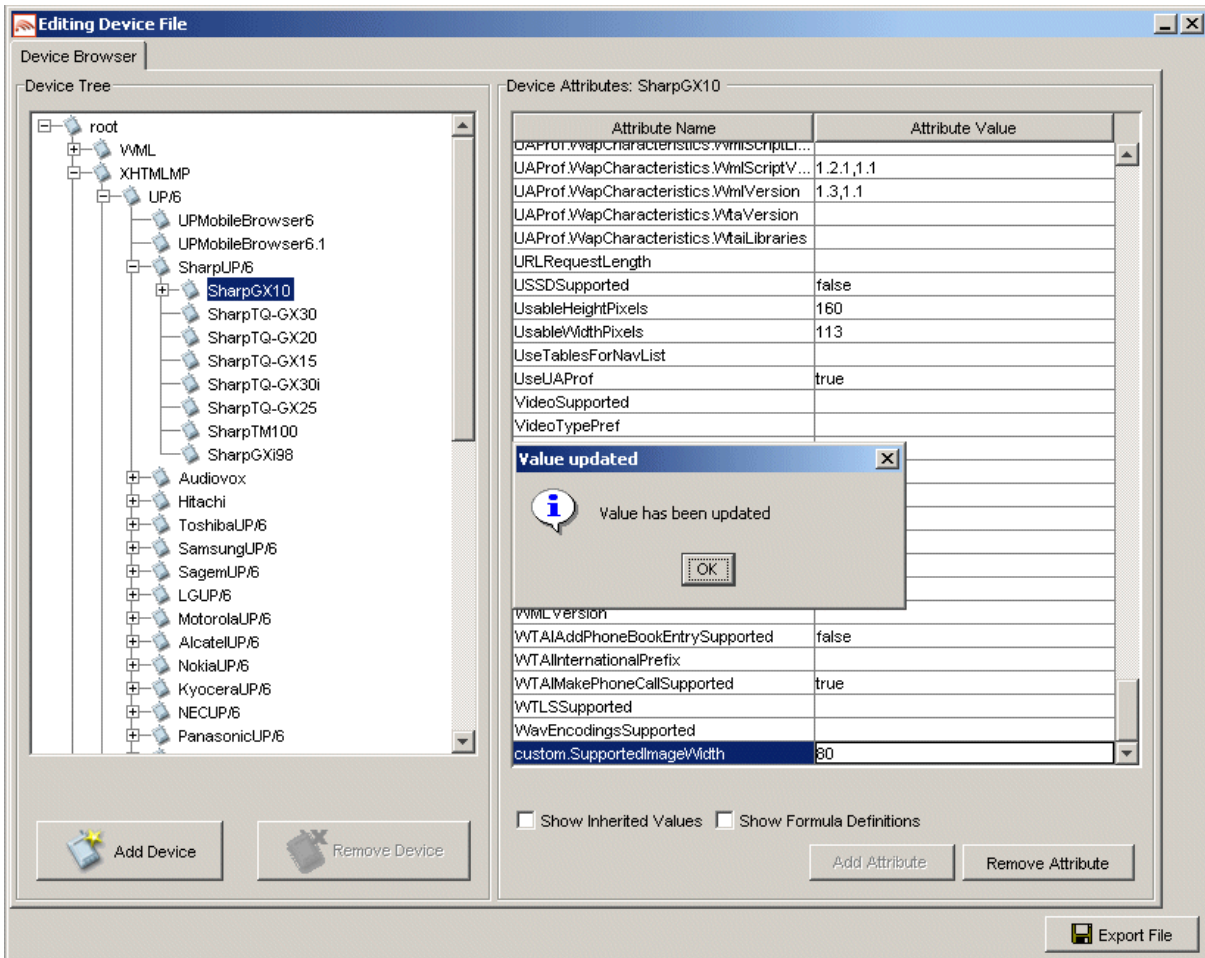 Editing Device File
Device Browser
Device Tree
root
WML
XHTMLMP
UP/6
UPMobileBrowser6
UPMobileBrowser6.1
SharpUP/6
SharpGX10
SharpTQ-GX30
SharpTQ-GX20
SharpTQ-GX15
SharpTQ-GX30i
SharpTQ-GX25
SharpTM100
SharpGXi98
Audiovox
Hitachi
ToshibaUP/6
SamsungUP/6
SagemUP/6
LGUP/6
MotorolaUP/6
AlcatelUP/6
NokiaUP/6
KyoceraUP/6
NECUP/6
PanasonicUP/6
Add Device
Remove Device
Device Attributes: SharpGX10
Attribute Name Attribute Value
UAProf.WapCharacteristics.WmlScriptLi...
UAProf.WapCharacteristics.WmlScriptV... 1.2.1,1.1
UAProf.WapCharacteristics.WmlVersion 1.3,1.1
UAProf.WapCharacteristics.WtaVersion
UAProf.WapCharacteristics.WtaiLibraries
URLRequestLength
USSDSupported false
UsableHeightPixels 160
UsableWidthPixels 113
UseTablesForNavList
UseUAProf true
VideoSupported
VideoTypePref
Value updated
Value has been updated
OK
WMLVersion
WTAIAddPhoneBookEntrySupported false
WTAIInternationalPrefix
WTAIMakePhoneCallSupported true
WTLSSupported
WavEncodingsSupported
custom.SupportedImageWidth 80
Show Inherited Values Show Formula Definitions
Add Attribute Remove Attribute
Export File